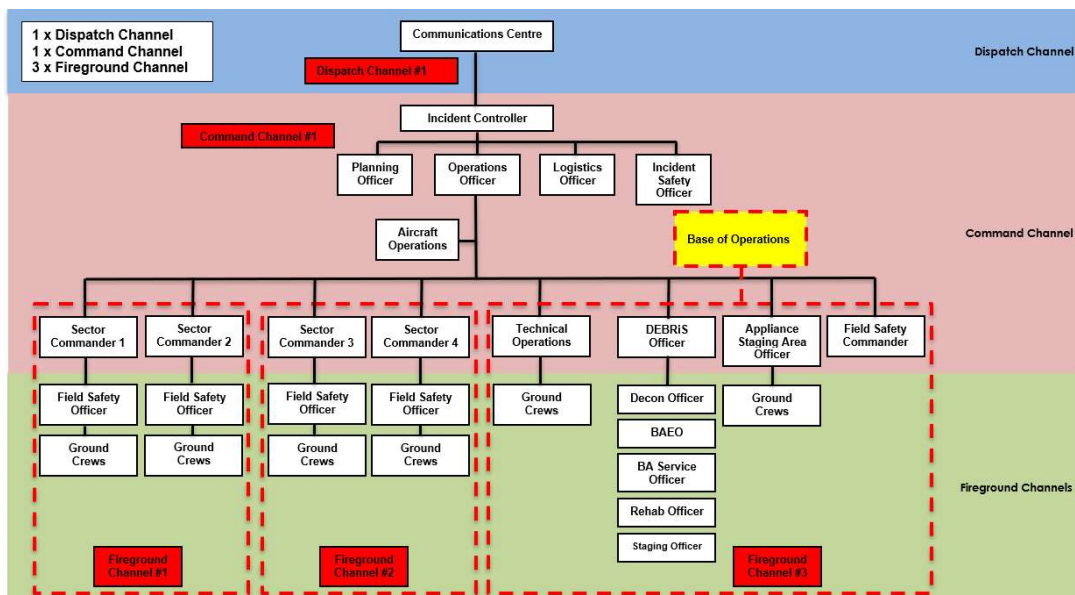 1 x Dispatch Channel
1 x Command Channel
3 x Fireground Channel
Communications Centre
Dispatch Channel
Dispatch Channel #1
Incident Controller
Command Channel #1
Planning
Officer
Operations
Officer
Logistics
Officer
Incident
Safety
Officer
Aircraft
Operations
Base of Operations
Command Channel
Sector
Commander 1
Sector
Commander 2
Sector
Commander 3
Sector
Commander 4
Technical
Operations
DEBRiS
Officer
Appliance
Staging Area
Officer
Field Safety
Commander
Field Safety
Officer
Field Safety
Officer
Field Safety
Officer
Field Safety
Officer
Ground
Crews
Decon Officer
Ground
Crews
BAEO
Ground
Crews
Ground
Crews
Ground
Crews
Ground
Crews
BA Service
Officer
Fireground Channels
Rehab Officer
Staging Officer
Fireground
Channel #1
Fireground
Channel #2
Fireground
Channel #3